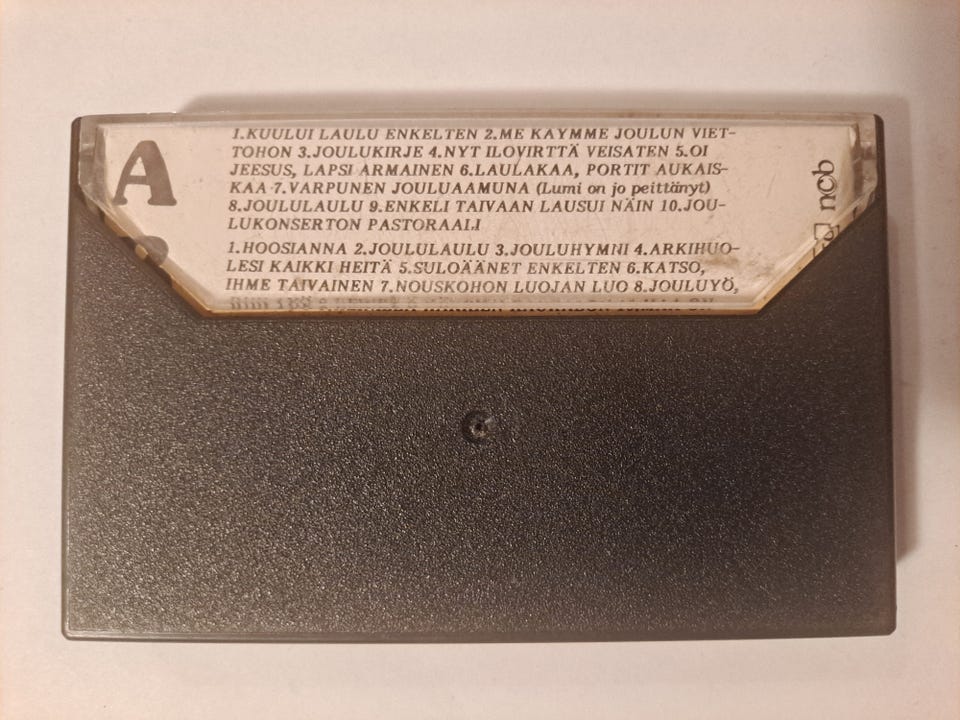 A
1.KUULUI LAULU ENKELTEN 2.ME KAYMME JOULUN VIET-
TOHON 3.JOULUKIRJE 4.NYT ILOVIRTTÄ VEISATEN 5.OI
JEESUS, LAPSI ARMAINEN 6.LAULAKAA, PORTIT AUKAIS-
KAA 7.VARPUNEN JOULUAAMUNA (Lumi on jo peittänyt)
8.JOULULAULU 9.ENKELI TAIVAAN LAUSUI NÄIN 10.JOU-
LUKONSERTON PASTORAALI
1.HOOSIANNA 2.JOULULAULU 3.JOULUHYMNI 4.ARKIHUO-
LESI KAIKKI HEITÄ 5.SULOÄÄNET ENKELTEN 6.KATSO,
IHME TAIVAINEN 7.NOUSKOHON LUOJAN LUO 8.JOULUYÖ,
ncb